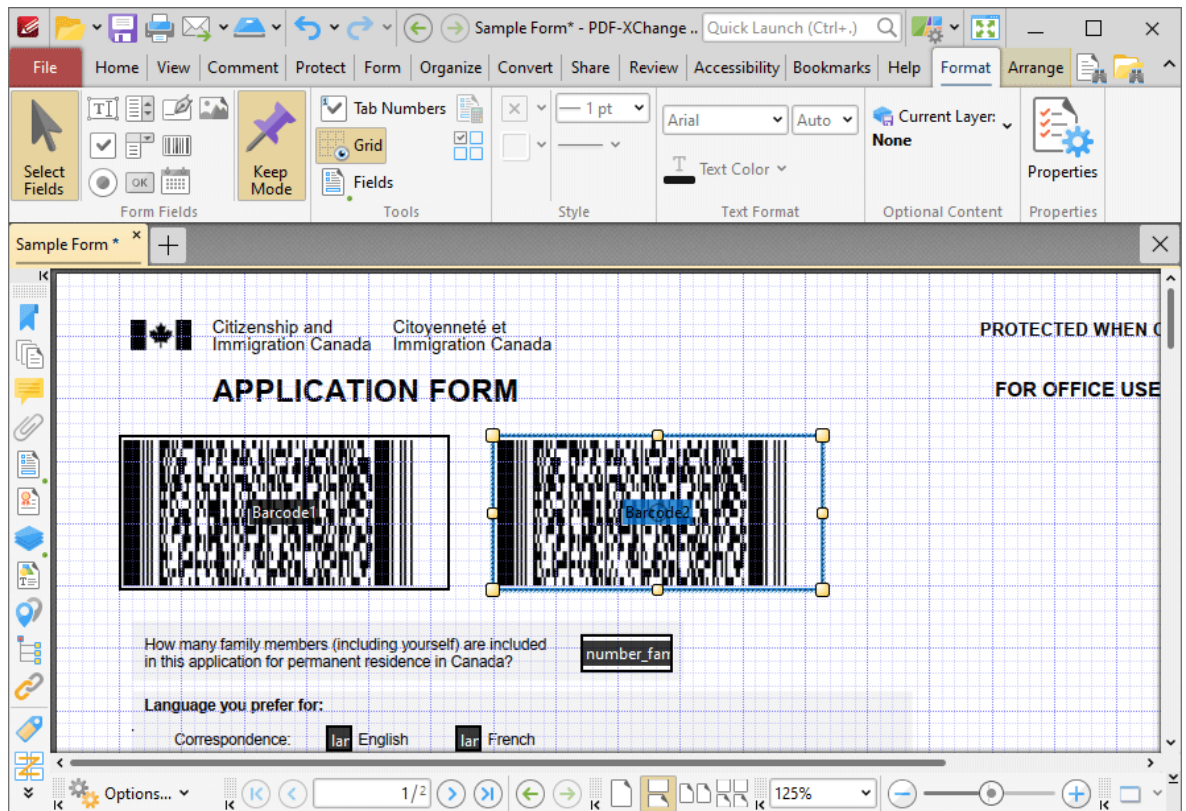 Sample Form* - PDF-XChange ..
Quick Launch (Ctrl+.)
File Home View Comment Protect Form Organize Convert Share Review Accessibility Bookmarks Help Format Arrange
Select Fields
OK
Keep Mode
Tab Numbers
Grid
Fields
1 pt
Arial
Auto
Text Color
Current Layer:
None
Properties
Form Fields Tools Style Text Format Optional Content Properties
Sample Form *
Citizenship and
Immigration Canada
Citoyenneté et
Immigration Canada
PROTECTED WHEN
APPLICATION FORM
FOR OFFICE USE
Barcode1
Barcode2
How many family members (including yourself) are included
in this application for permanent residence in Canada?
number_fam
Language you prefer for:
Correspondence:
lar English
lar French
Options...
1/2
125%